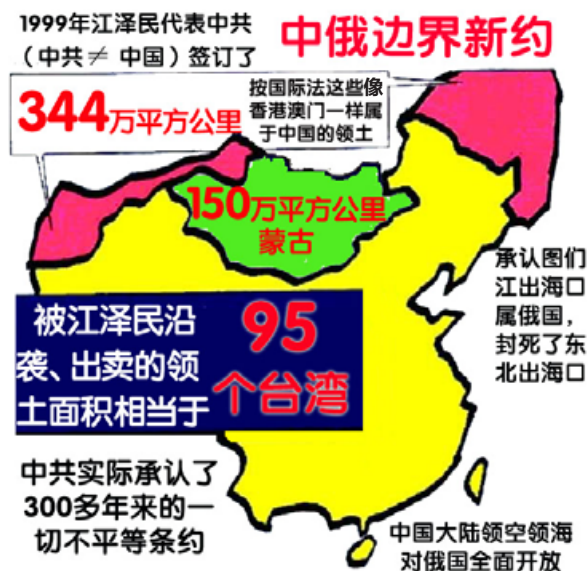 1999年江泽民代表中共
（中共≠ 中国）签订了
中俄边界新约
344万平方公里
按国际法这些像
香港澳门一样属
于中国的领土
150万平方公里
蒙古
承认图们
江出海口
属俄国，
封死了东
北出海口
被江泽民沿
袭、出卖的领
土面积相当于
95
个台湾
中共实际承认了
300多年来的一
切不平等条约
中国大陆领空领海
对俄国全面开放